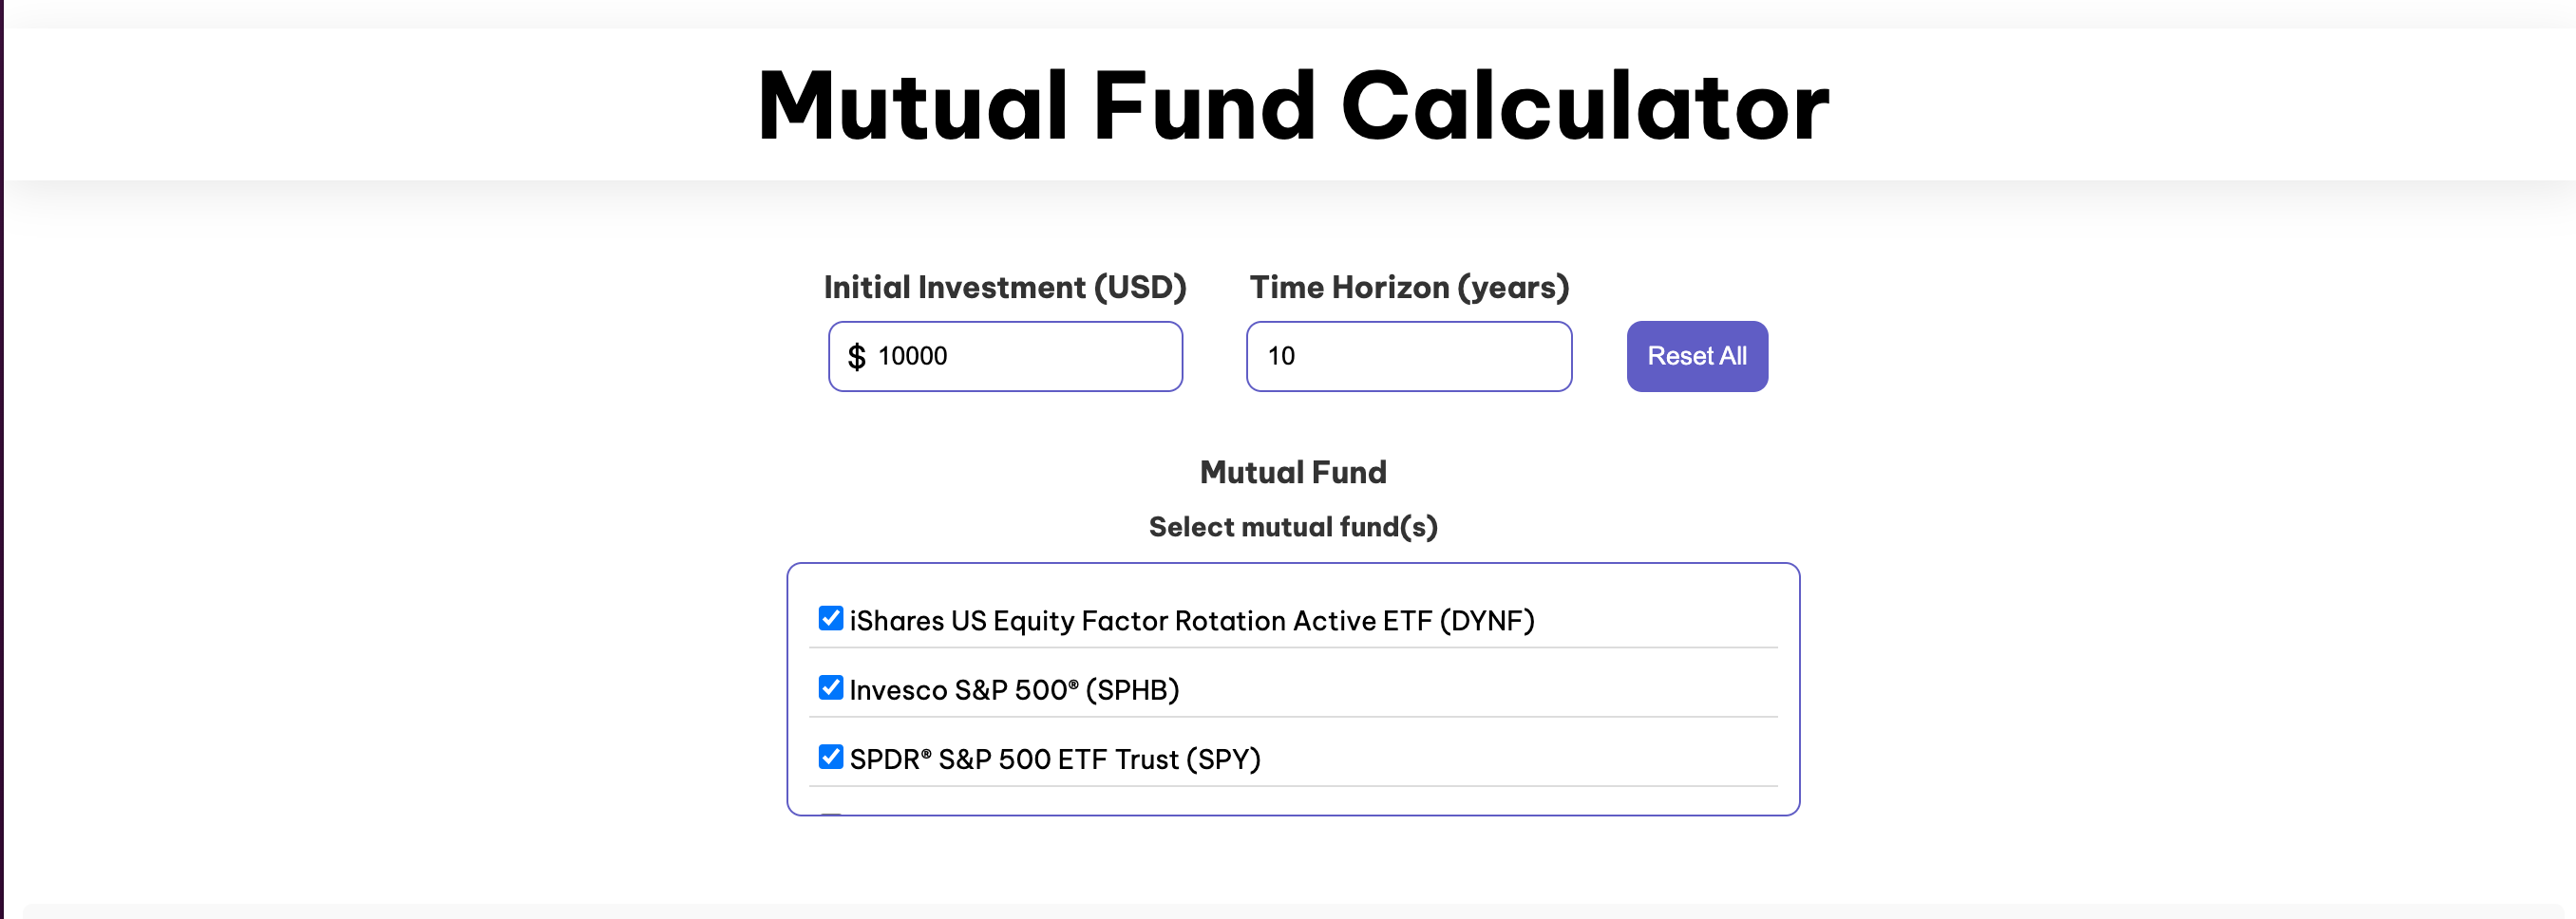 Mutual Fund Calculator
Initial Investment (USD)
Time Horizon (years)
$ 10000
10
Reset All
Mutual Fund
Select mutual fund(s)
iShares US Equity Factor Rotation Active ETF (DYNF)
Invesco S&P 500® (SPHB)
SPDR® S&P 500 ETF Trust (SPY)